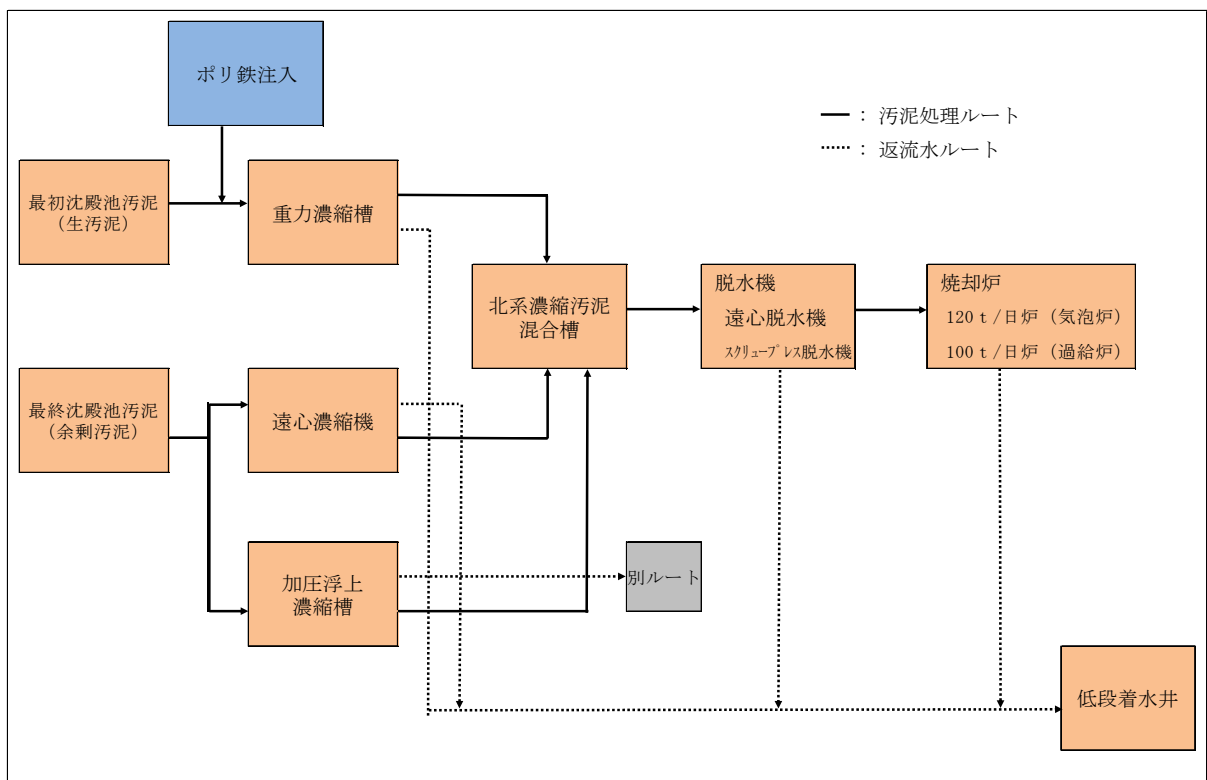 ポリ鉄注入
━ : 汚泥処理ルート
┈ : 返流水ルート
最初沈殿池汚泥
(生汚泥)
重力濃縮槽
北系濃縮汚泥
混合槽
脱水機
遠心脱水機
スクリュープレス脱水機
焼却炉
120ｔ/日炉（気泡炉）
100ｔ/日炉（過給炉）
最終沈殿池汚泥
(余剰汚泥)
遠心濃縮機
加圧浮上
濃縮槽
別ルート
低段着水井